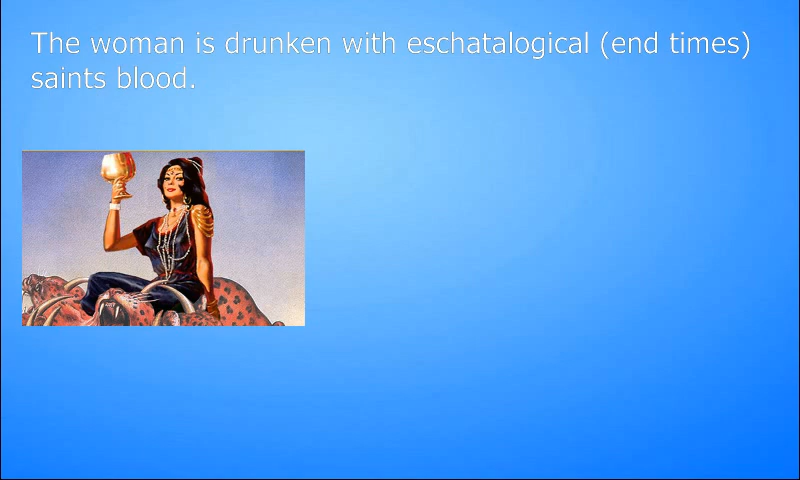 The woman is drunken with eschatalogical (end times)
saints blood.